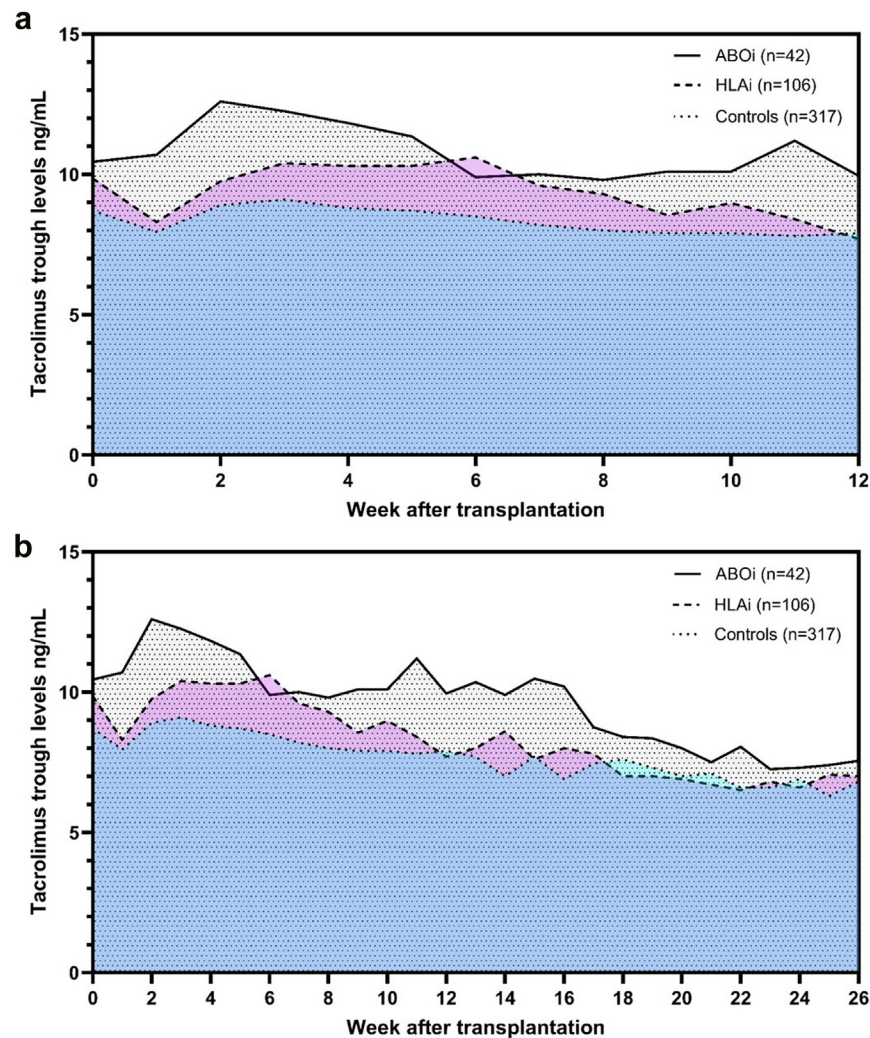 a
15
10
5
0
Tacrolimus trough levels ng/mL
ABOi (n=42)
HLAi (n=106)
Controls (n=317)
0 2 4 6 8 10 12
Week after transplantation
b
15
10
5
0
Tacrolimus trough levels ng/mL
ABOi (n=42)
HLAi (n=106)
Controls (n=317)
0 2 4 6 8 10 12 14 16 18 20 22 24 26
Week after transplantation